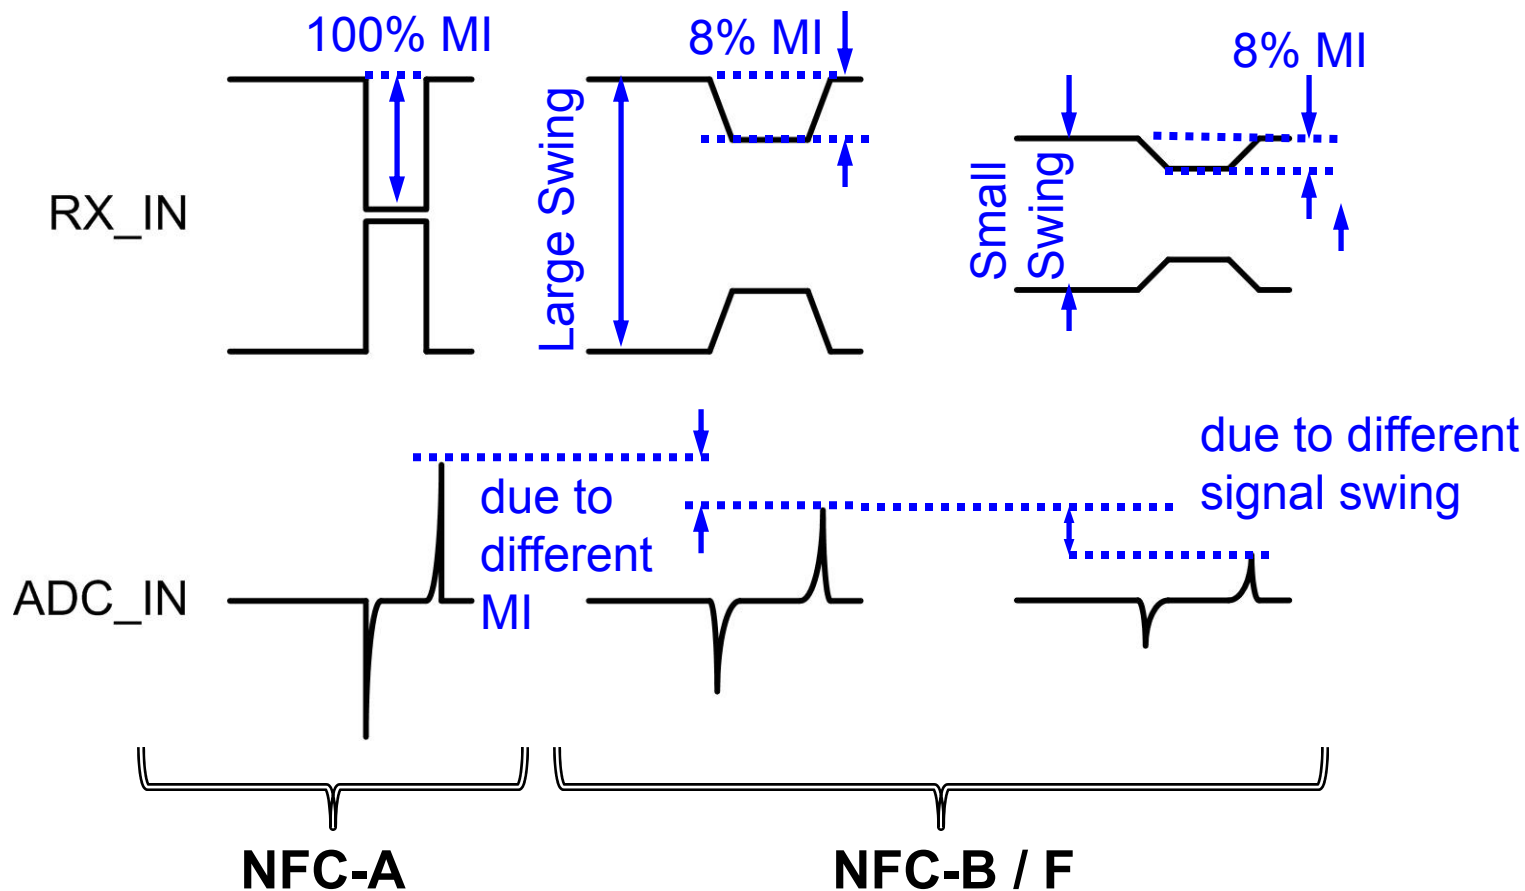 100% MI
8% MI
8% MI
RX_IN
Large Swing
Small
Swing
due to different
signal swing
due to
different
MI
ADC_IN
NFC-A
NFC-B / F